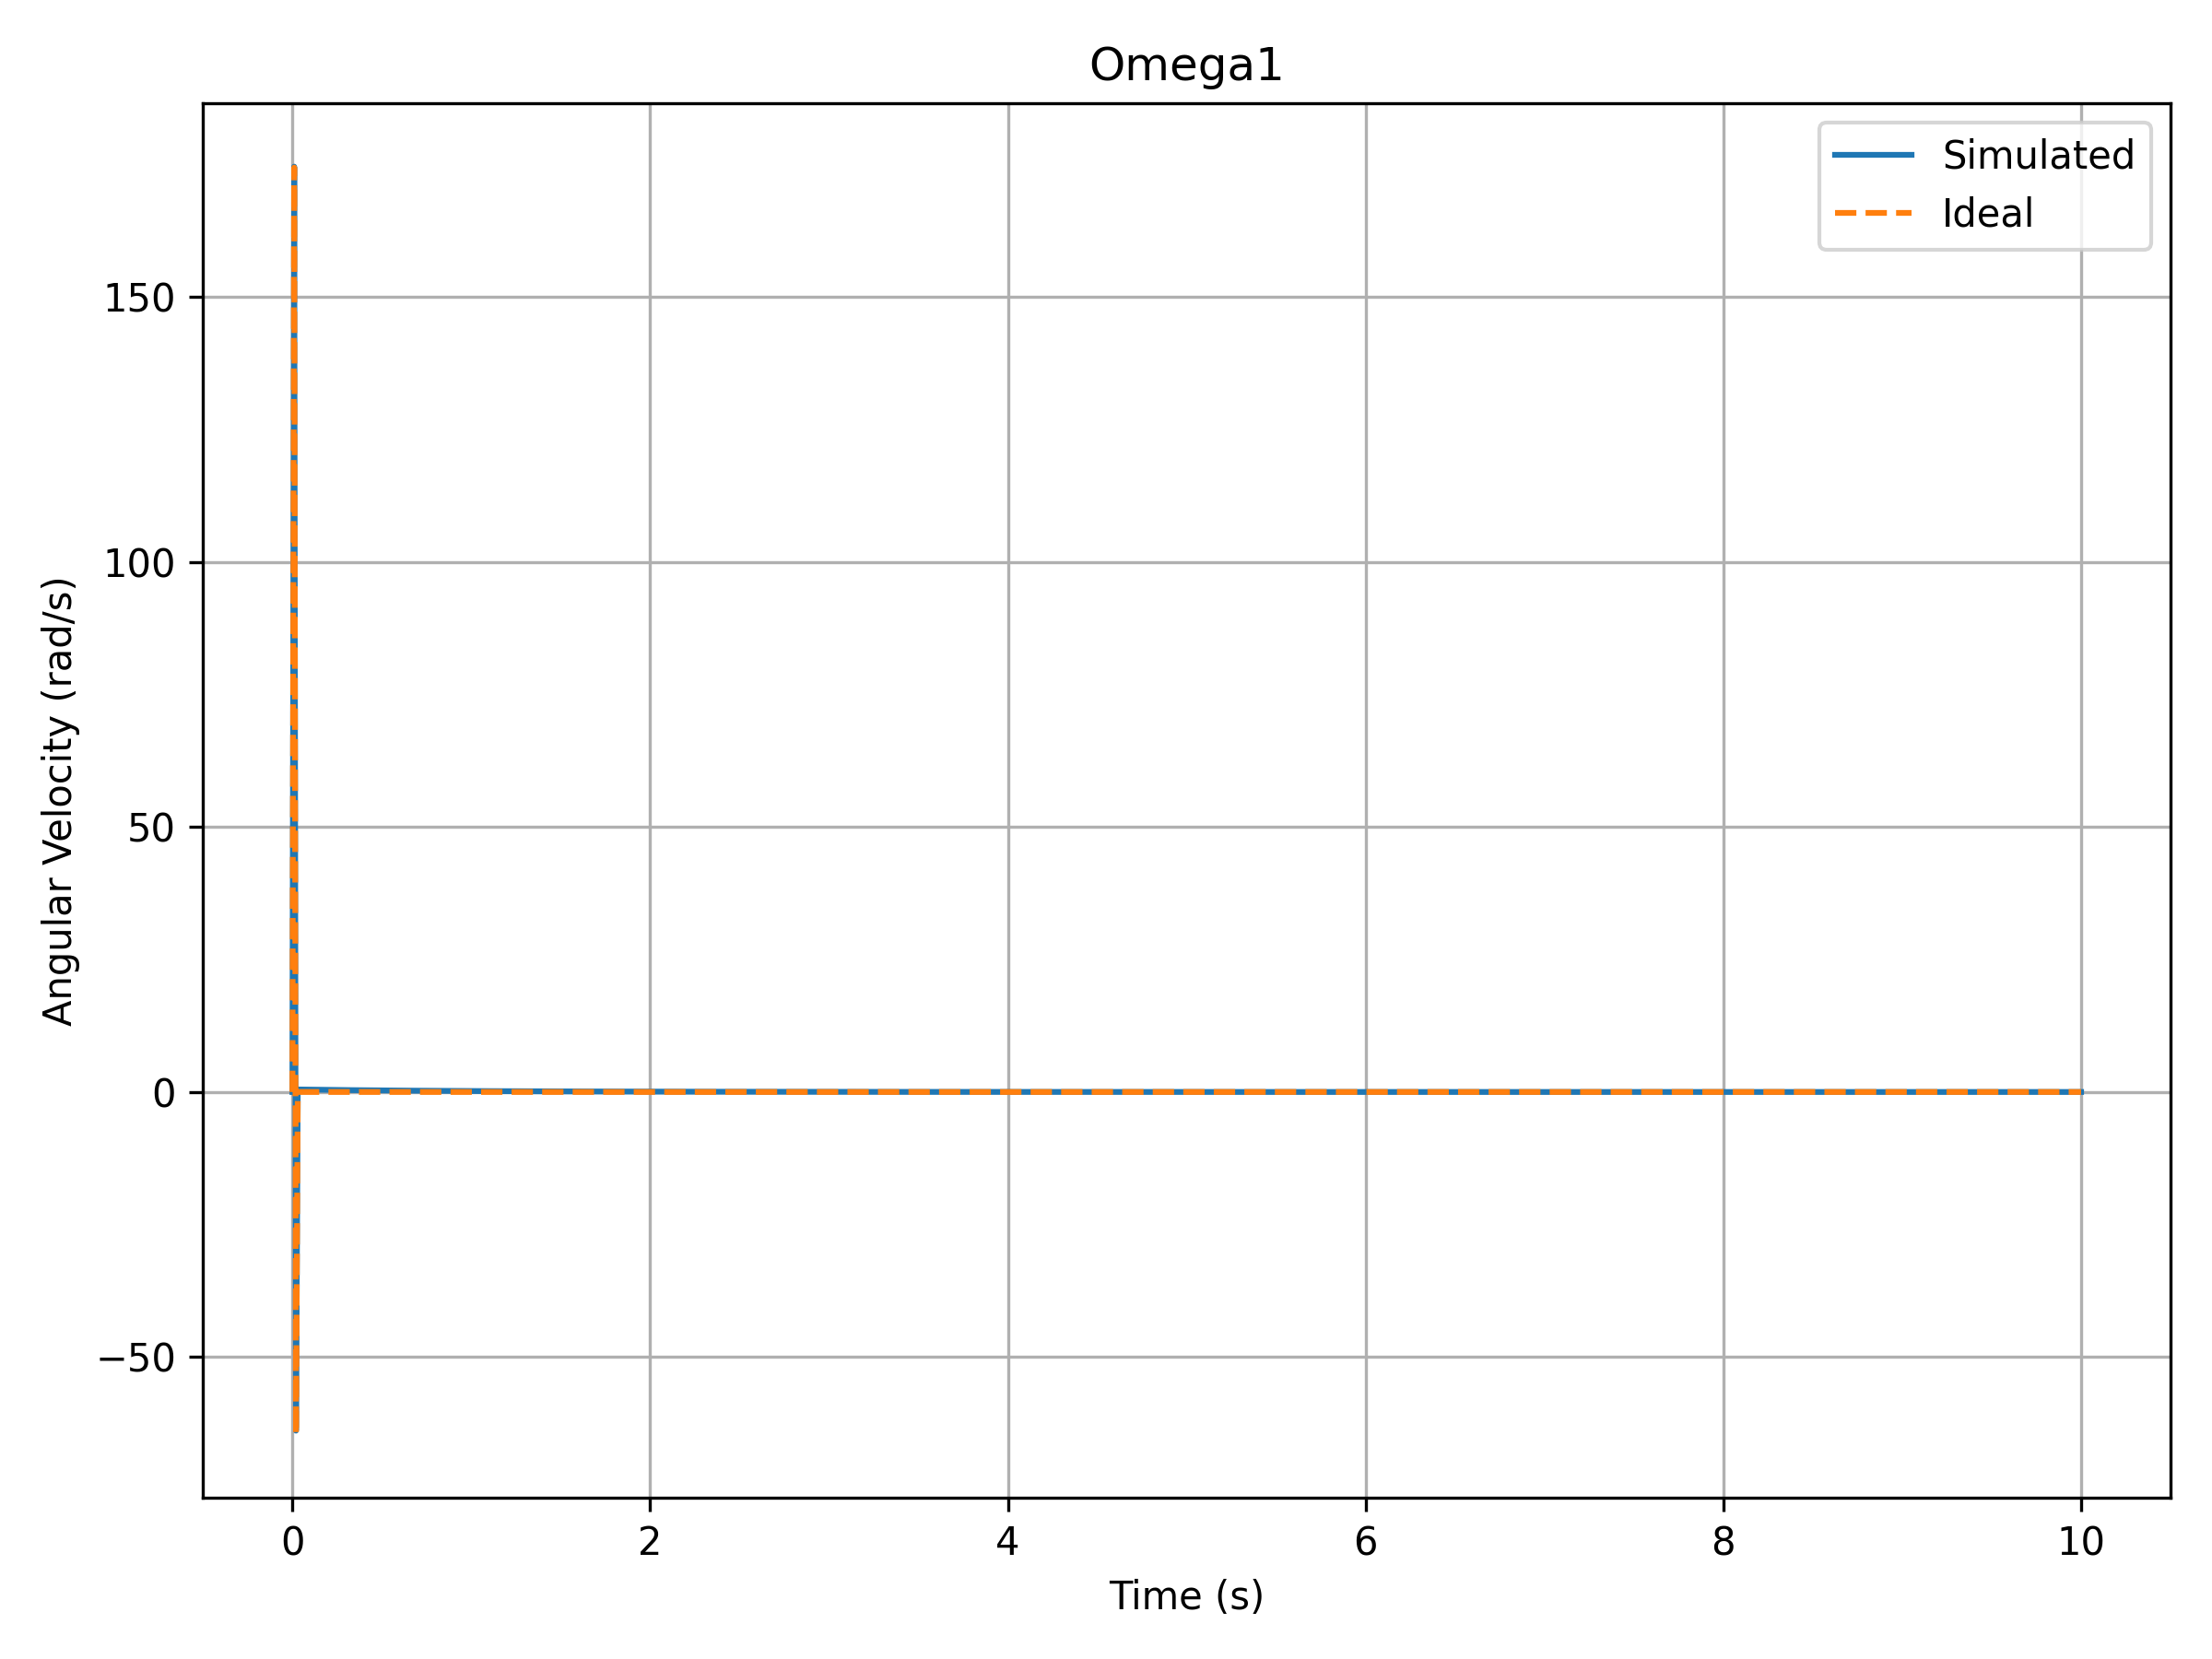 Omega1
Simulated
Ideal
150
100
50
0
−50
Angular Velocity (rad/s)
0 2 4 6 8 10
Time (s)